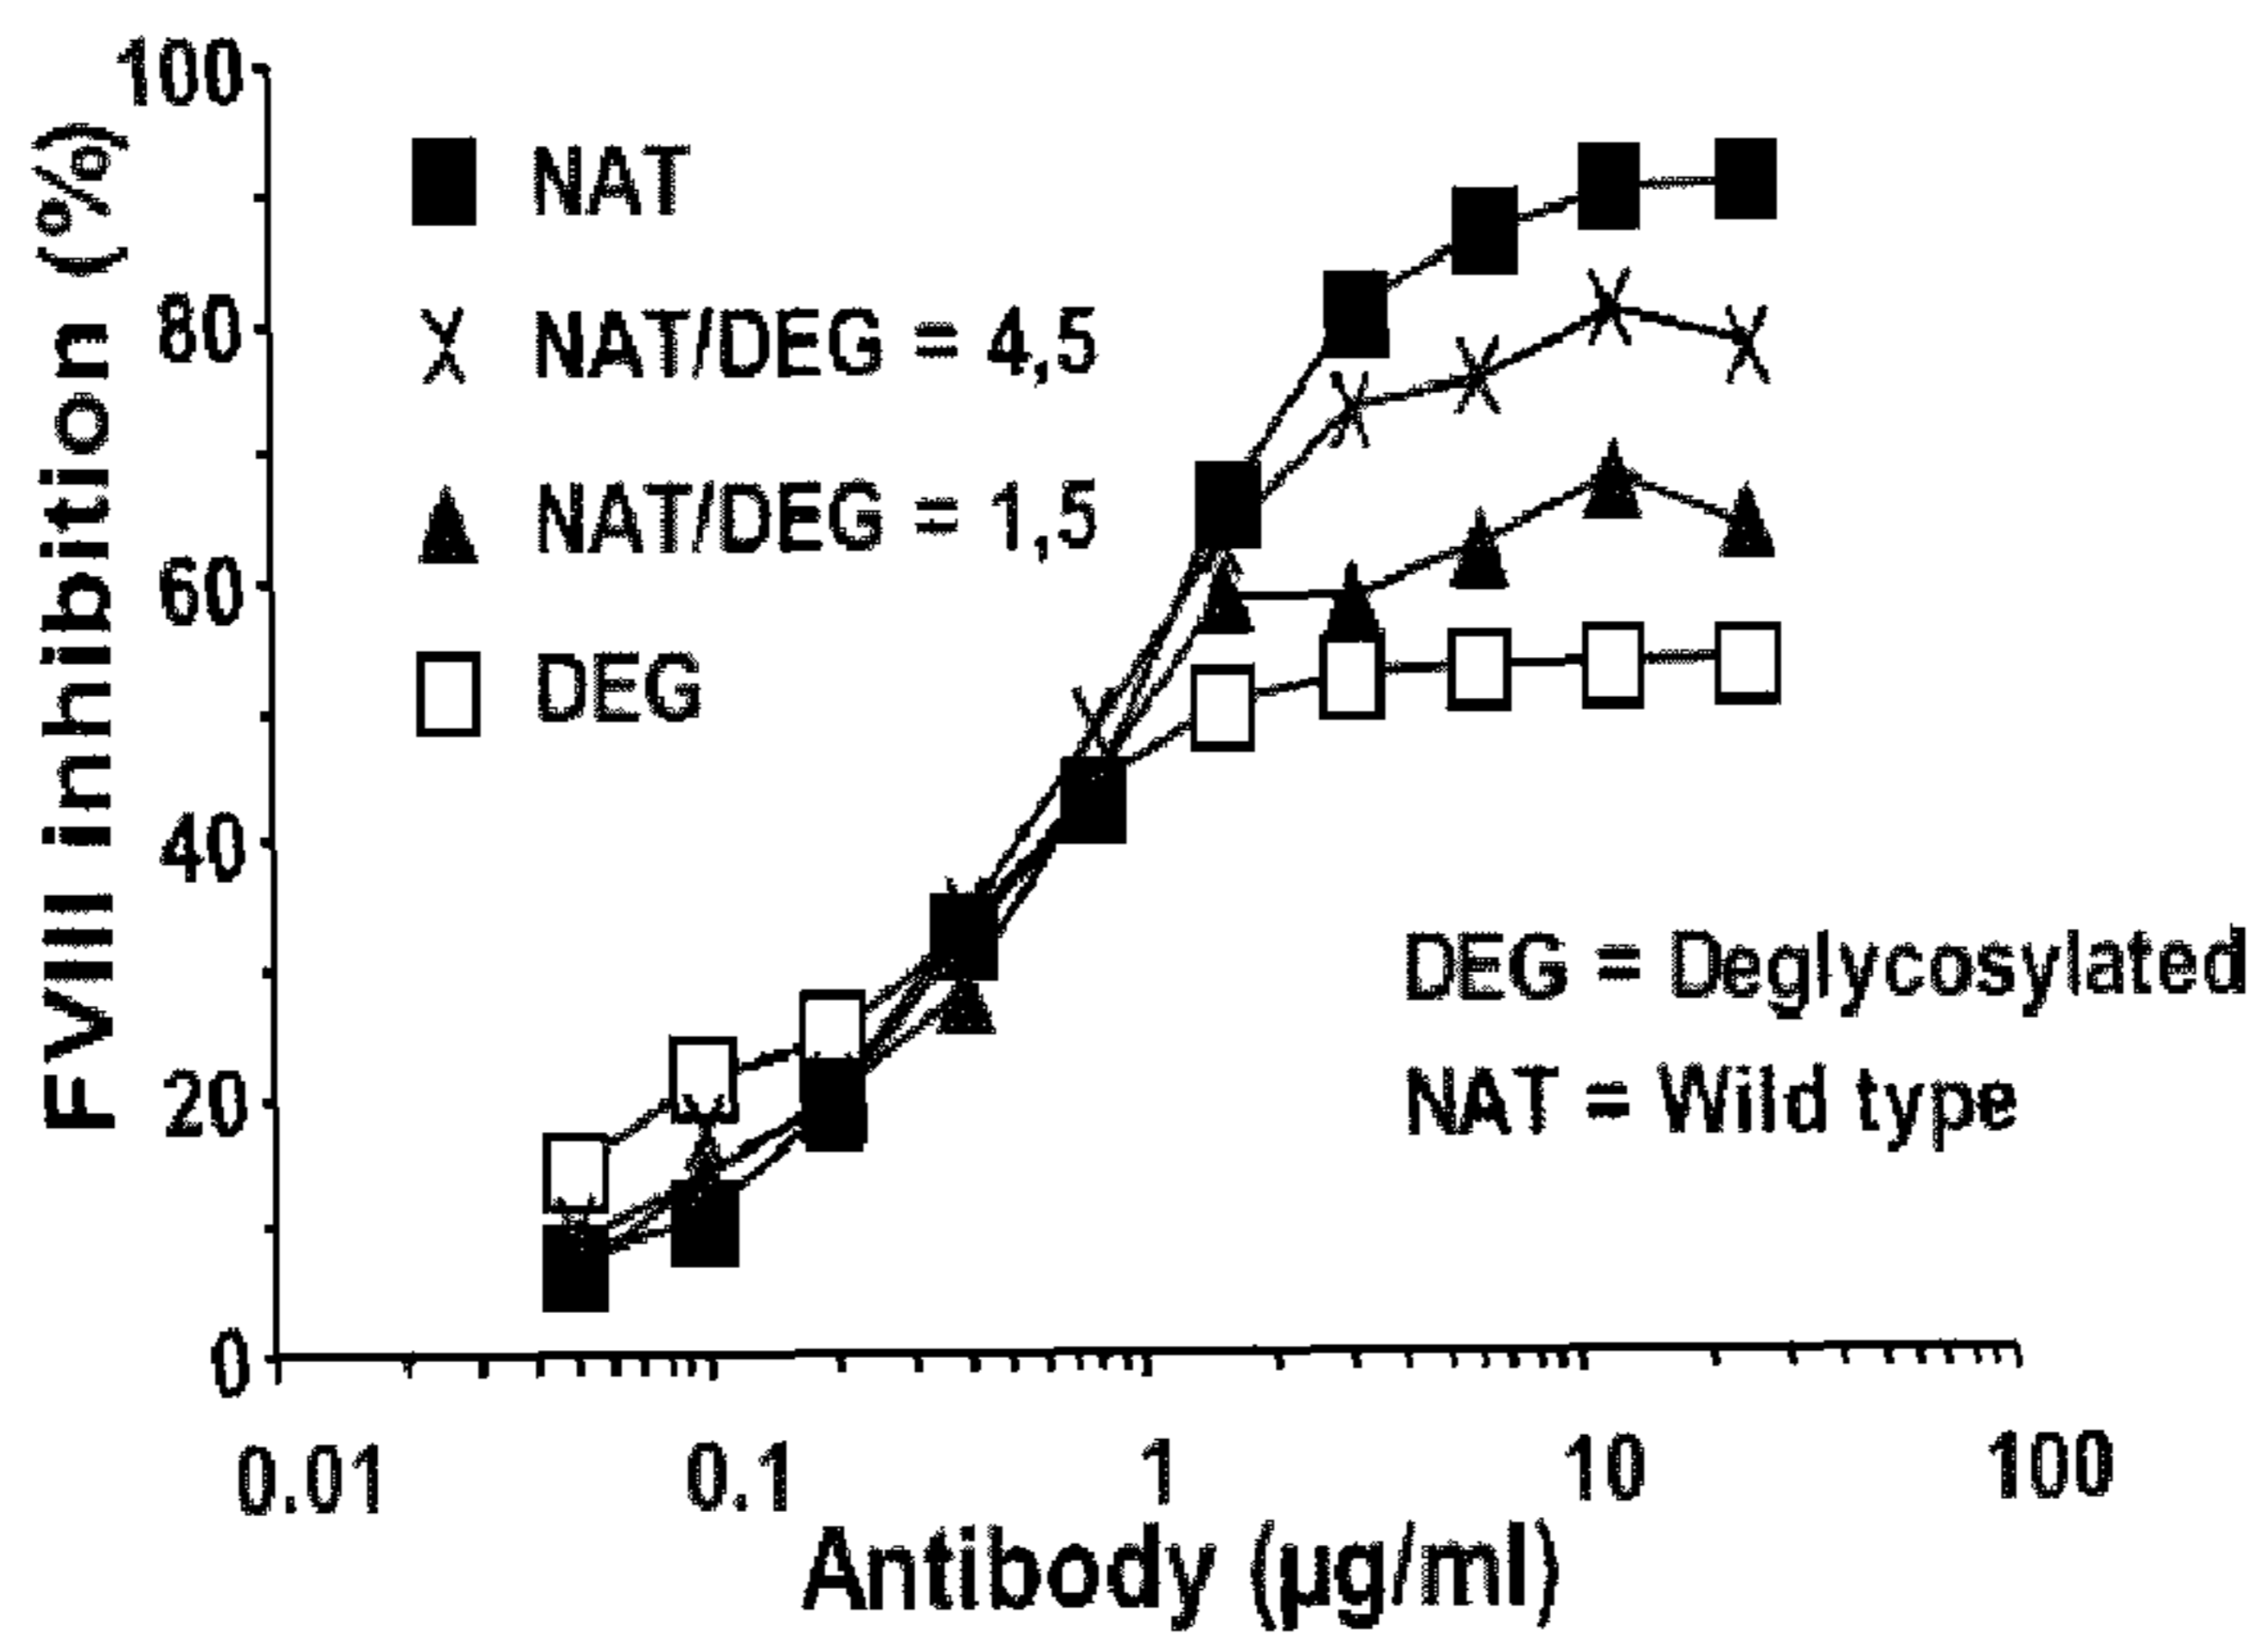 FVIII inhibition (%)
100
80
60
40
20
0
NAT
NAT/DEG = 4,5
NAT/DEG = 1,5
DEG
DEG = Deglycosylated
NAT = Wild type
0.01 0.1 1 10 100
Antibody (µg/ml)